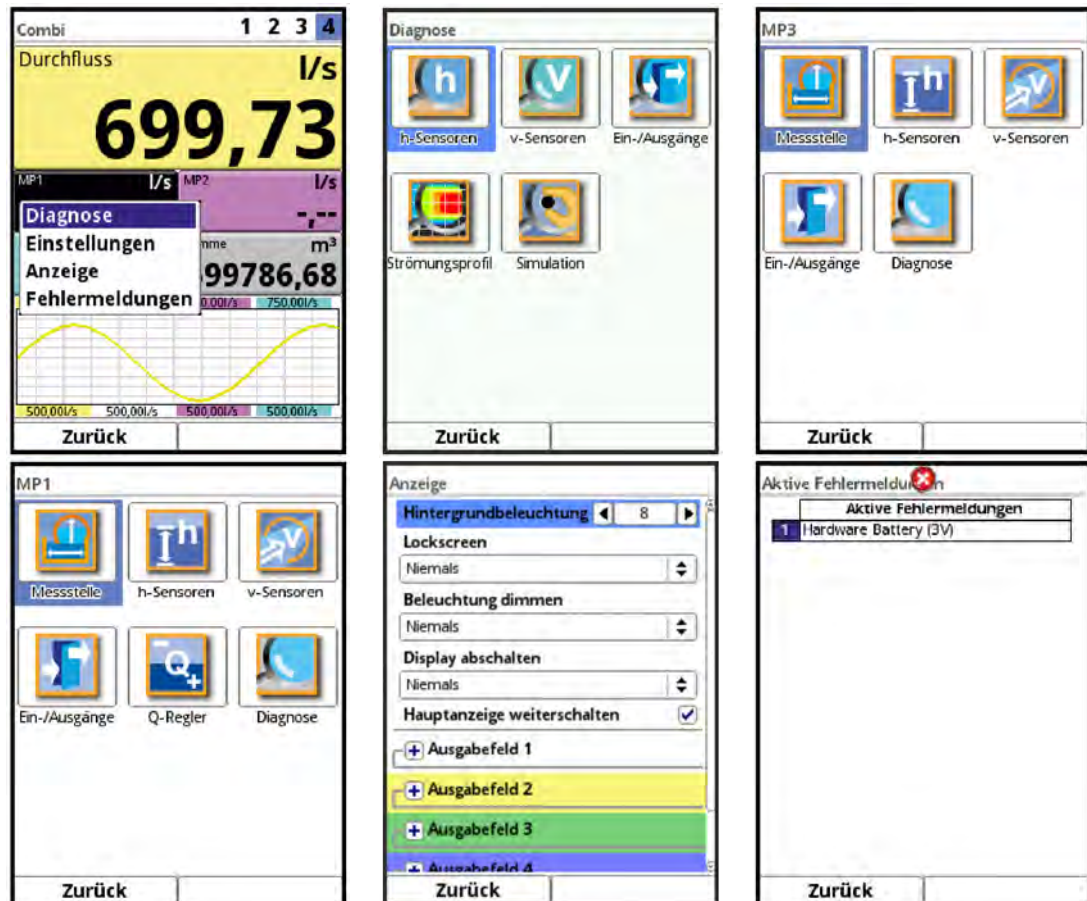 Combi 1 2 3 4
Durchfluss l/s
699,73
MP1 l/s MP2 l/s
-,--
Diagnose
Einstellungen
Anzeige
Fehlermeldungen
m³
99786,68
750,00l/s
500,00l/s 500,00l/s 500,00l/s 500,00l/s
Zurück
Diagnose
h
V
h-Sensoren v-Sensoren Ein-/Ausgänge
Strömungsprofil Simulation
Zurück
MP3
h
V
Messstelle h-Sensoren v-Sensoren
Ein-/Ausgänge Diagnose
Zurück
MP1
h
V
Messstelle h-Sensoren v-Sensoren
Q
Ein-/Ausgänge Q-Regler Diagnose
Zurück
Anzeige
Hintergrundbeleuchtung 8
Lockscreen
Niemals
Beleuchtung dimmen
Niemals
Display abschalten
Niemals
Hauptanzeige weiterschalten
+ Ausgabefeld 1
+ Ausgabefeld 2
+ Ausgabefeld 3
+ Ausgabefeld 4
Zurück
Aktive Fehlermeldun n
Aktive Fehlermeldungen
1 Hardware Battery (3V)
Zurück